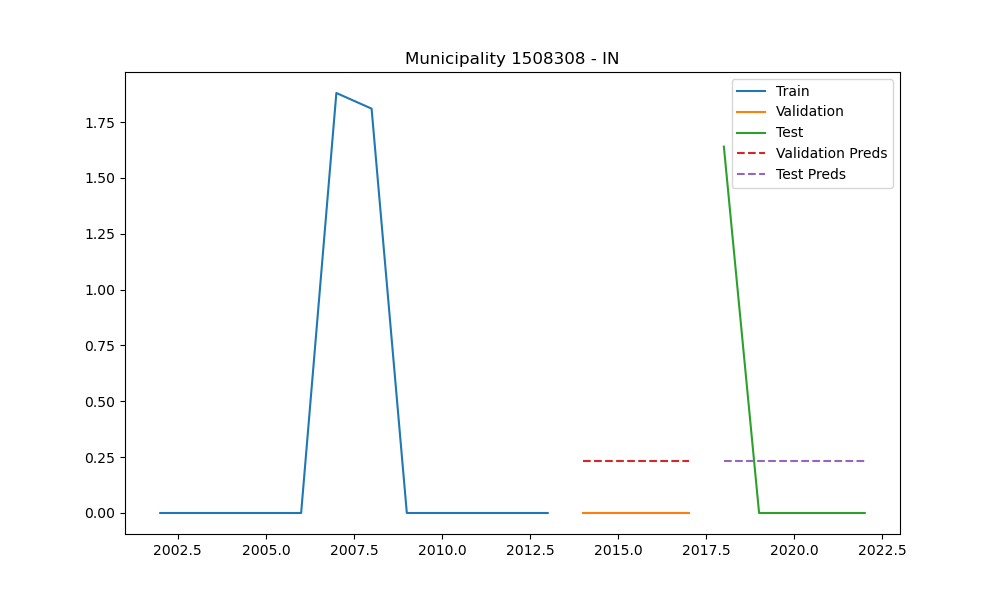 Municipality 1508308 - IN
Train
Validation
Test
Validation Preds
Test Preds
1.75
1.50
1.25
1.00
0.75
0.50
0.25
0.00
2002.5 2005.0 2007.5 2010.0 2012.5 2015.0 2017.5 2020.0 2022.5